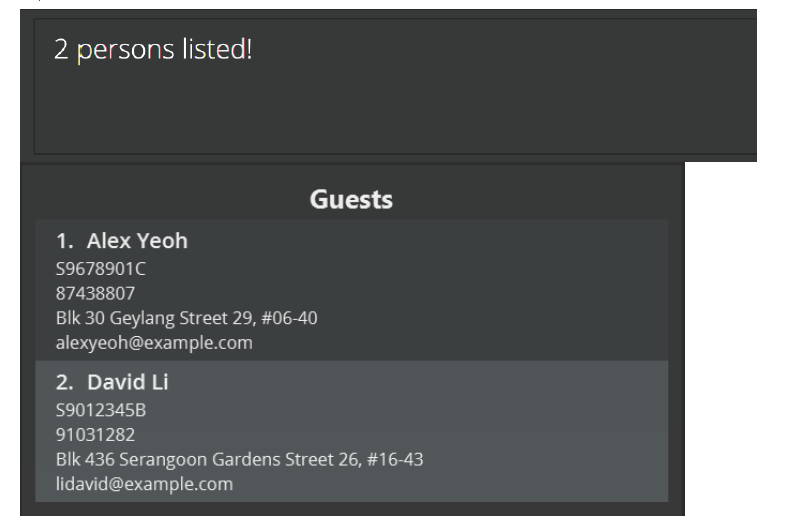 2 persons listed!
Guests
1. Alex Yeoh
S9678901C
87438807
Blk 30 Geylang Street 29, #06-40
alexyeoh@example.com
2. David Li
S9012345B
91031282
Blk 436 Serangoon Gardens Street 26, #16-43
lidavid@example.com